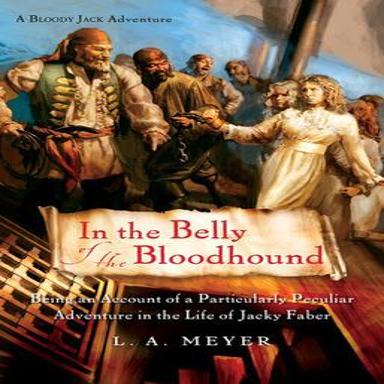 A BLOODY JACK Adventure
In the Belly
of the Bloodhound
Being an Account of a Particularly Peculiar
Adventure in the Life of Jacky Faber
L. A. MEYER